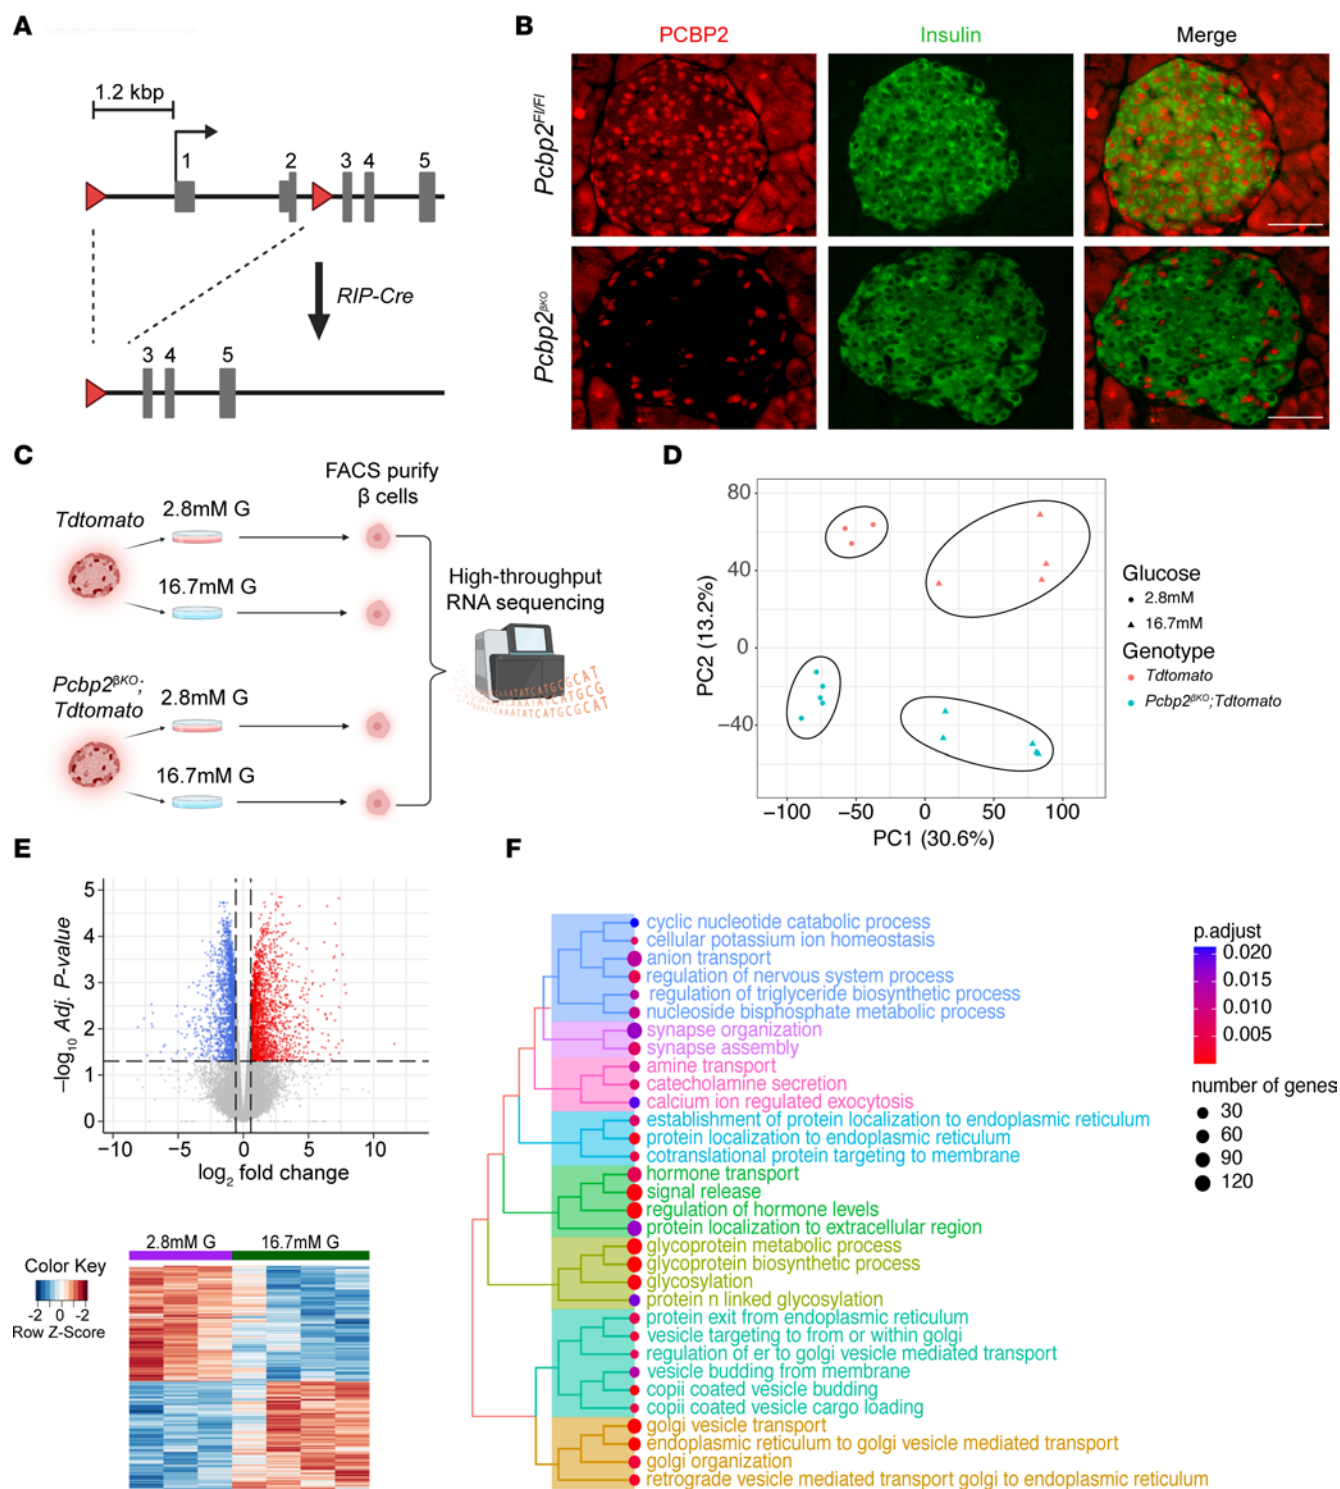 A
1.2 kbp
1
2
3
4
5
RIP-Cre
3
4
5
B
PCBP2
Insulin
Merge
Pcbp2Fl/Fl
Pcbp2βKO
C
FACS purify
β cells
Tdtomato
2.8mM G
16.7mM G
Pcbp2βKO;
Tdtomato
2.8mM G
16.7mM G
High-throughput
RNA sequencing
D
80
40
0
−40
−100
−50
0
50
100
PC2 (13.2%)
PC1 (30.6%)
Glucose
2.8mM
16.7mM
Genotype
Tdtomato
Pcbp2βKO;Tdtomato
E
−log10 Adj. P-value
5
4
3
2
1
0
−10
−5
0
5
10
log2 fold change
2.8mM G
16.7mM G
Color Key
-2
0
-2
Row Z-Score
F
cyclic nucleotide catabolic process
cellular potassium ion homeostasis
anion transport
regulation of nervous system process
regulation of triglyceride biosynthetic process
nucleoside bisphosphate metabolic process
synapse organization
synapse assembly
amine transport
catecholamine secretion
calcium ion regulated exocytosis
establishment of protein localization to endoplasmic reticulum
protein localization to endoplasmic reticulum
cotranslational protein targeting to membrane
hormone transport
signal release
regulation of hormone levels
protein localization to extracellular region
glycoprotein metabolic process
glycoprotein biosynthetic process
glycosylation
protein n linked glycosylation
protein exit from endoplasmic reticulum
vesicle targeting to from or within golgi
regulation of er to golgi vesicle mediated transport
vesicle budding from membrane
copii coated vesicle budding
copii coated vesicle cargo loading
golgi vesicle transport
endoplasmic reticulum to golgi vesicle mediated transport
golgi organization
retrograde vesicle mediated transport golgi to endoplasmic reticulum
p.adjust
0.020
0.015
0.010
0.005
number of genes
30
60
90
120